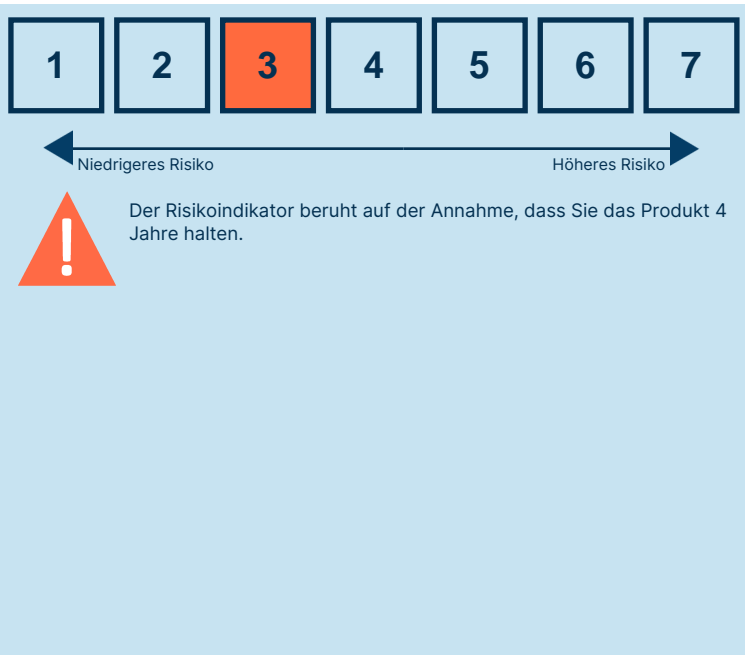 1 2 3 4 5 6 7
Niedrigeres Risiko Höheres Risiko
Der Risikoindikator beruht auf der Annahme, dass Sie das Produkt 4
Jahre halten.